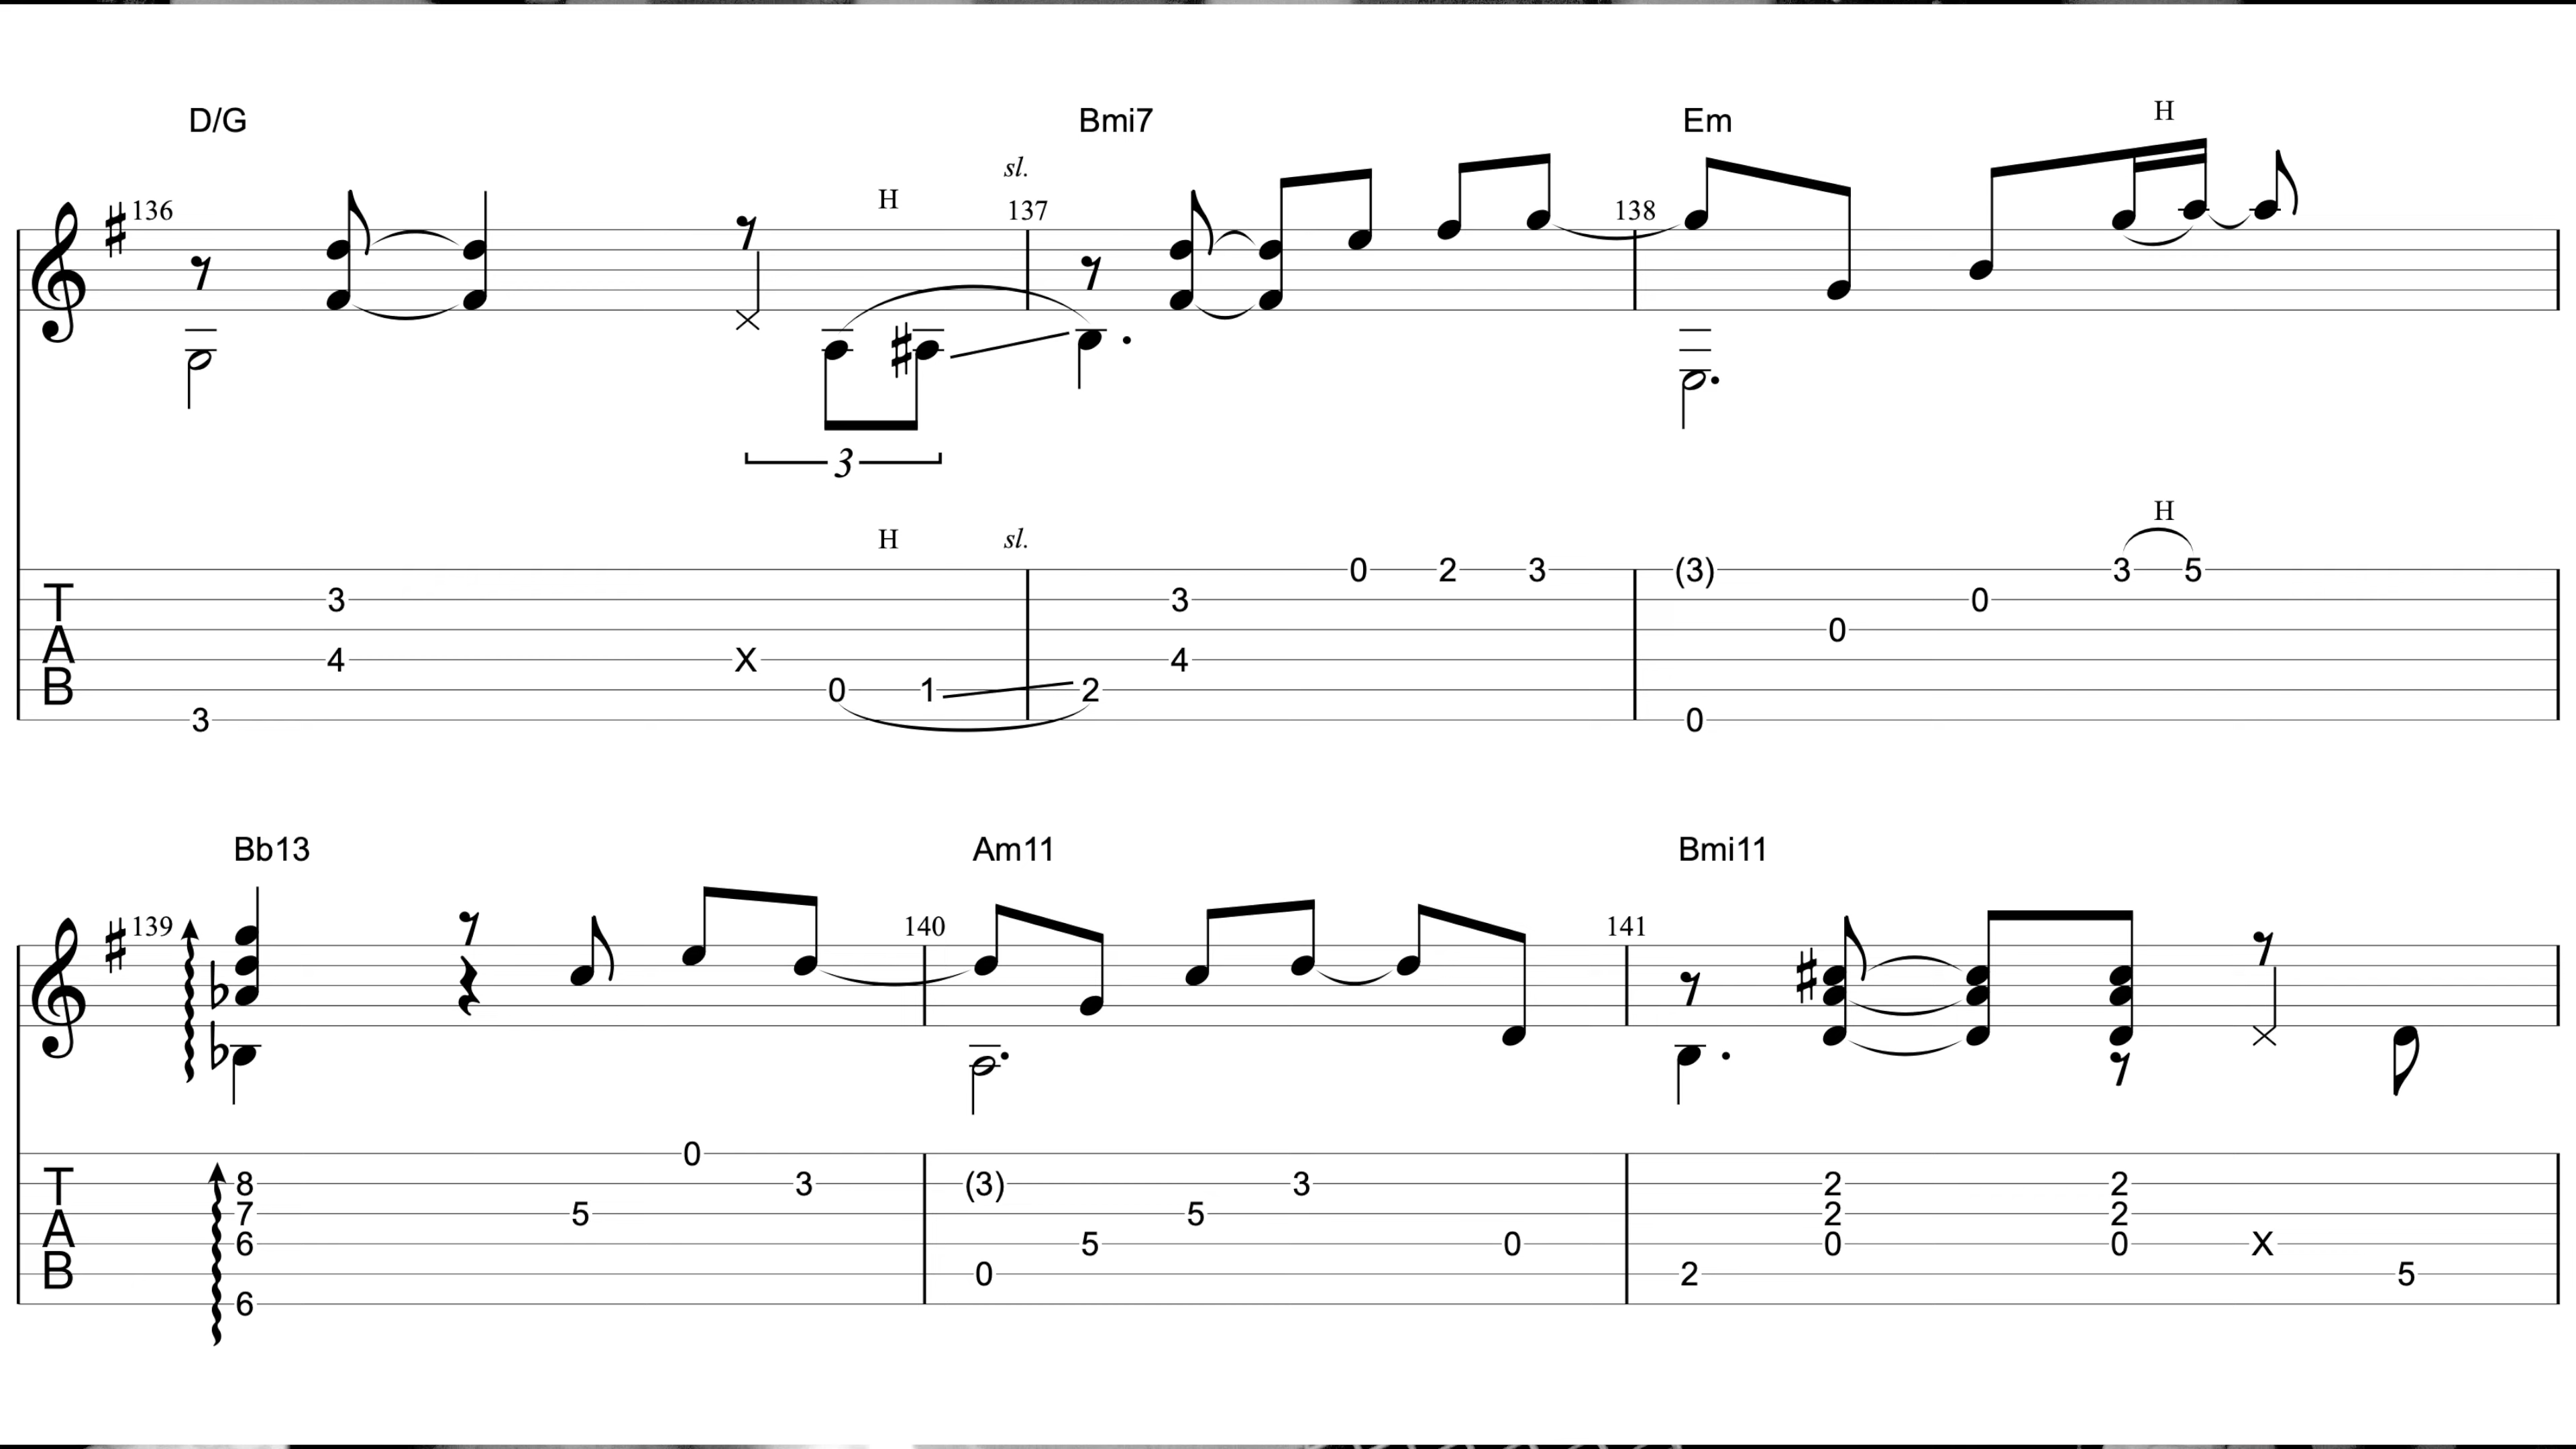 D/G Bmi7 Em H
sl.
136 H 137 138
3
H sl. H
0 2 3 (3) 3 5
T 3 3 0
0
A 4 X 4
B 0 1 2
3 0
Bb13 Am11 Bmi11
139 140 141
0
T 8 3 (3) 3 2 2
7 5 5 2 2
A 6 5 0 0 0 X
B 0 2 5
6